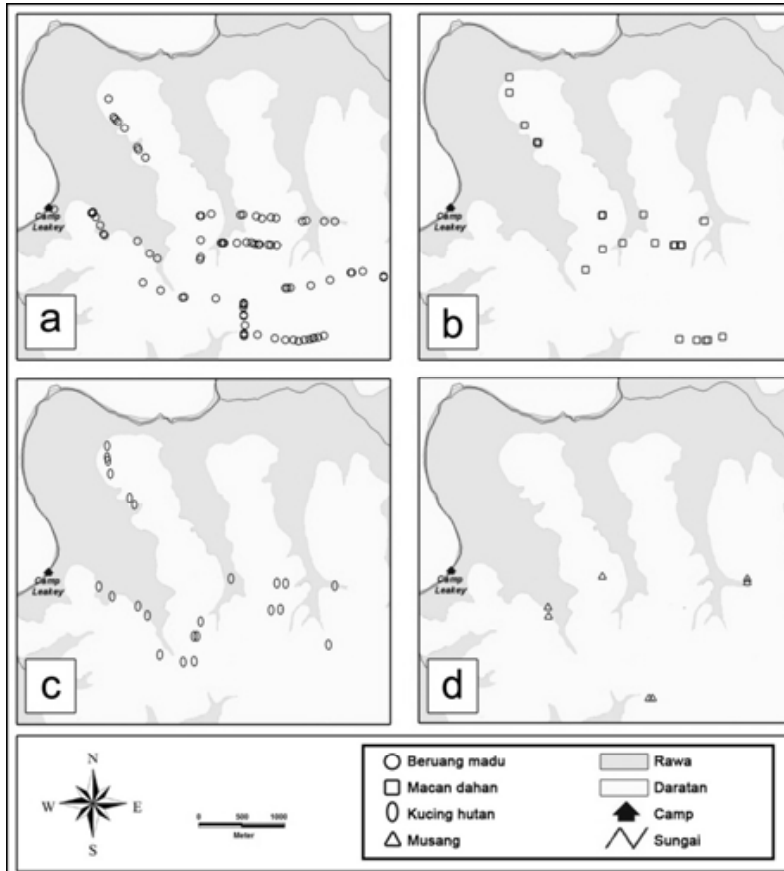 Camp
Leakey
a
Camp
Leakey
b
Camp
Leakey
c
Camp
Leakey
d
N
W E
S
0 500 1000
Meter
Beruang madu
Macan dahan
Kucing hutan
Musang
Rawa
Daratan
Camp
Sungai